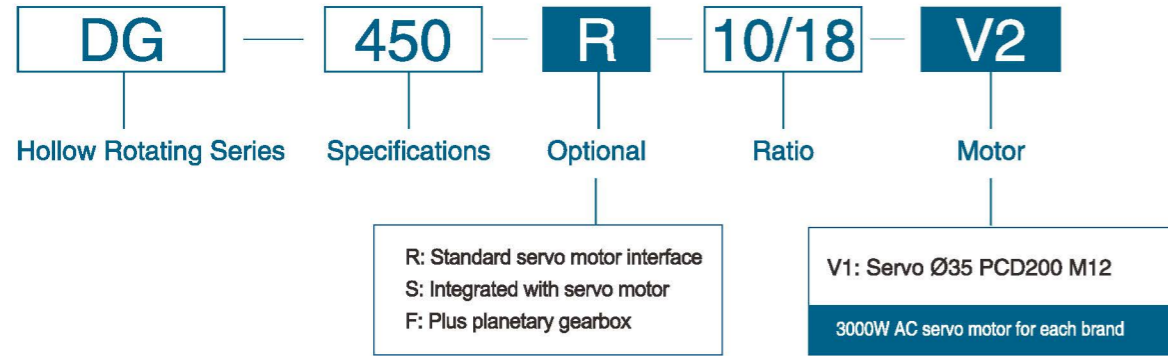 DG — 450 — R — 10/18 — V2
Hollow Rotating Series Specifications Optional Ratio Motor
R: Standard servo motor interface
S: Integrated with servo motor
F: Plus planetary gearbox
V1: Servo Ø35 PCD200 M12
3000W AC servo motor for each brand